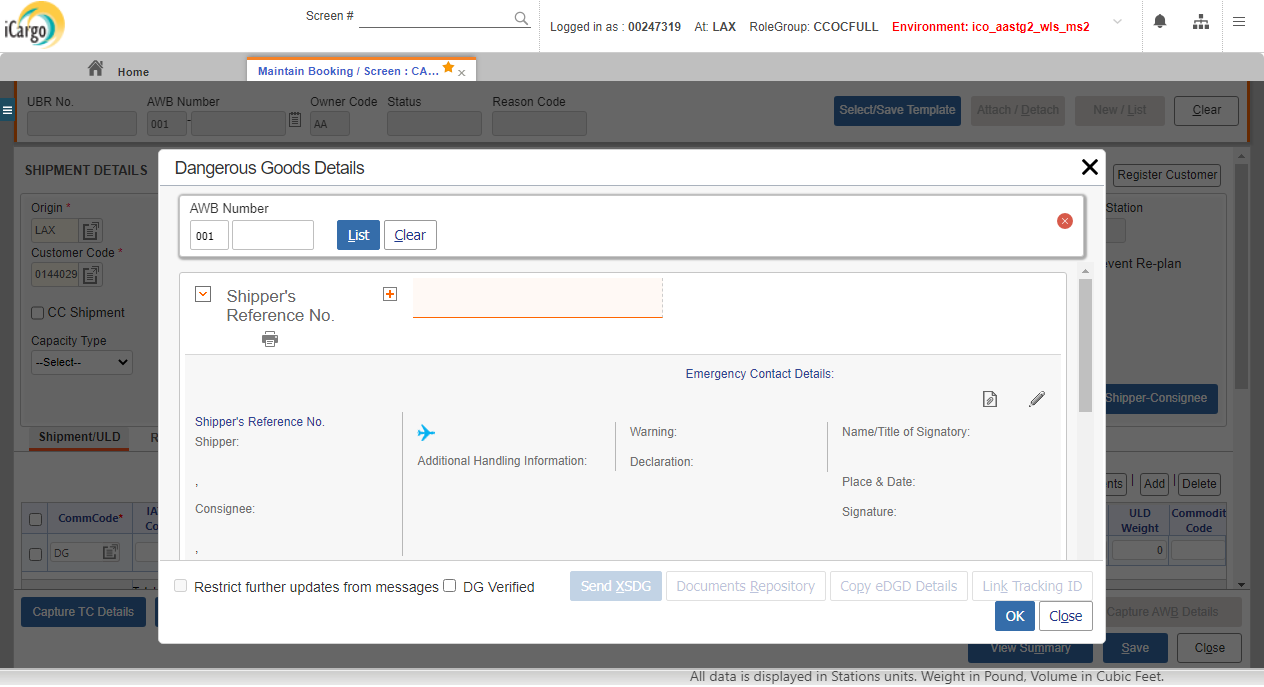 iCargo
Screen #
Logged in as : 00247319 At: LAX RoleGroup: CCOCFULL Environment: ico_aastg2_wls_ms2
Home
Maintain Booking / Screen : CA...
UBR No.
AWB Number
Owner Code
Status
Reason Code
001
-
AA
Select/Save Template
Attach / Detach
New / List
Clear
SHIPMENT DETAILS
Register Customer
Origin *
LAX
Customer Code *
0144029
CC Shipment
Capacity Type
--Select--
Station
vent Re-plan
Shipper-Consignee
Shipment/ULD
R
nts
Add
Delete
CommCode*
IA
Co
ULD Weight
Commodit
Code
DG
0
Capture TC Details
Capture AWB Details
View Summary
Save
Close
Dangerous Goods Details
AWB Number
001
List
Clear
Shipper's
Reference No.
Emergency Contact Details:
Shipper's Reference No.
Shipper:
,
Consignee:
,
Additional Handling Information:
Warning:
Declaration:
Name/Title of Signatory:
Place & Date:
Signature:
Restrict further updates from messages
DG Verified
Send XSDG
Documents Repository
Copy eDGD Details
Link Tracking ID
OK
Close
All data is displayed in Stations units. Weight in Pound, Volume in Cubic Feet.